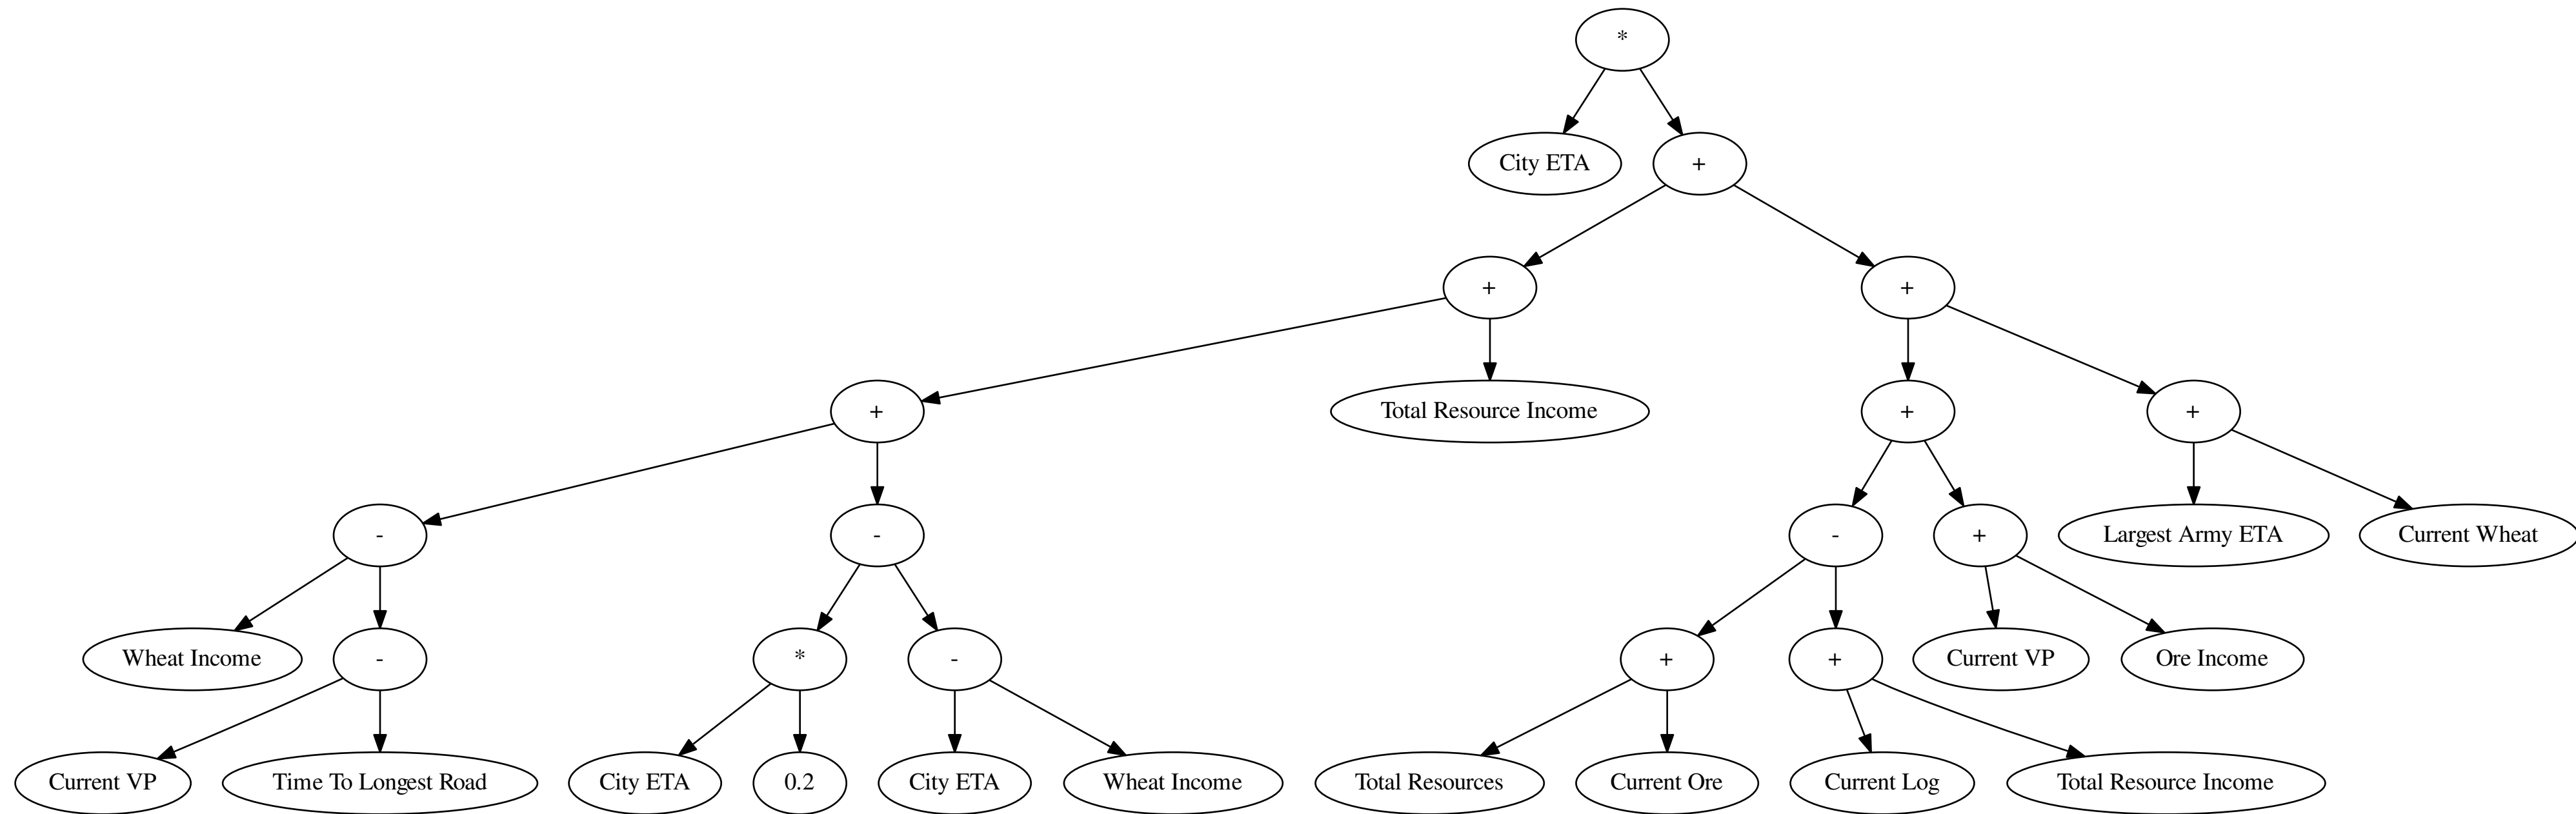 *
City ETA
+
+
+
+
Total Resource Income
+
+
-
-
-
+
Largest Army ETA
Current Wheat
Wheat Income
-
*
-
+
+
Current VP
Ore Income
Current VP
Time To Longest Road
City ETA
0.2
City ETA
Wheat Income
Total Resources
Current Ore
Current Log
Total Resource Income